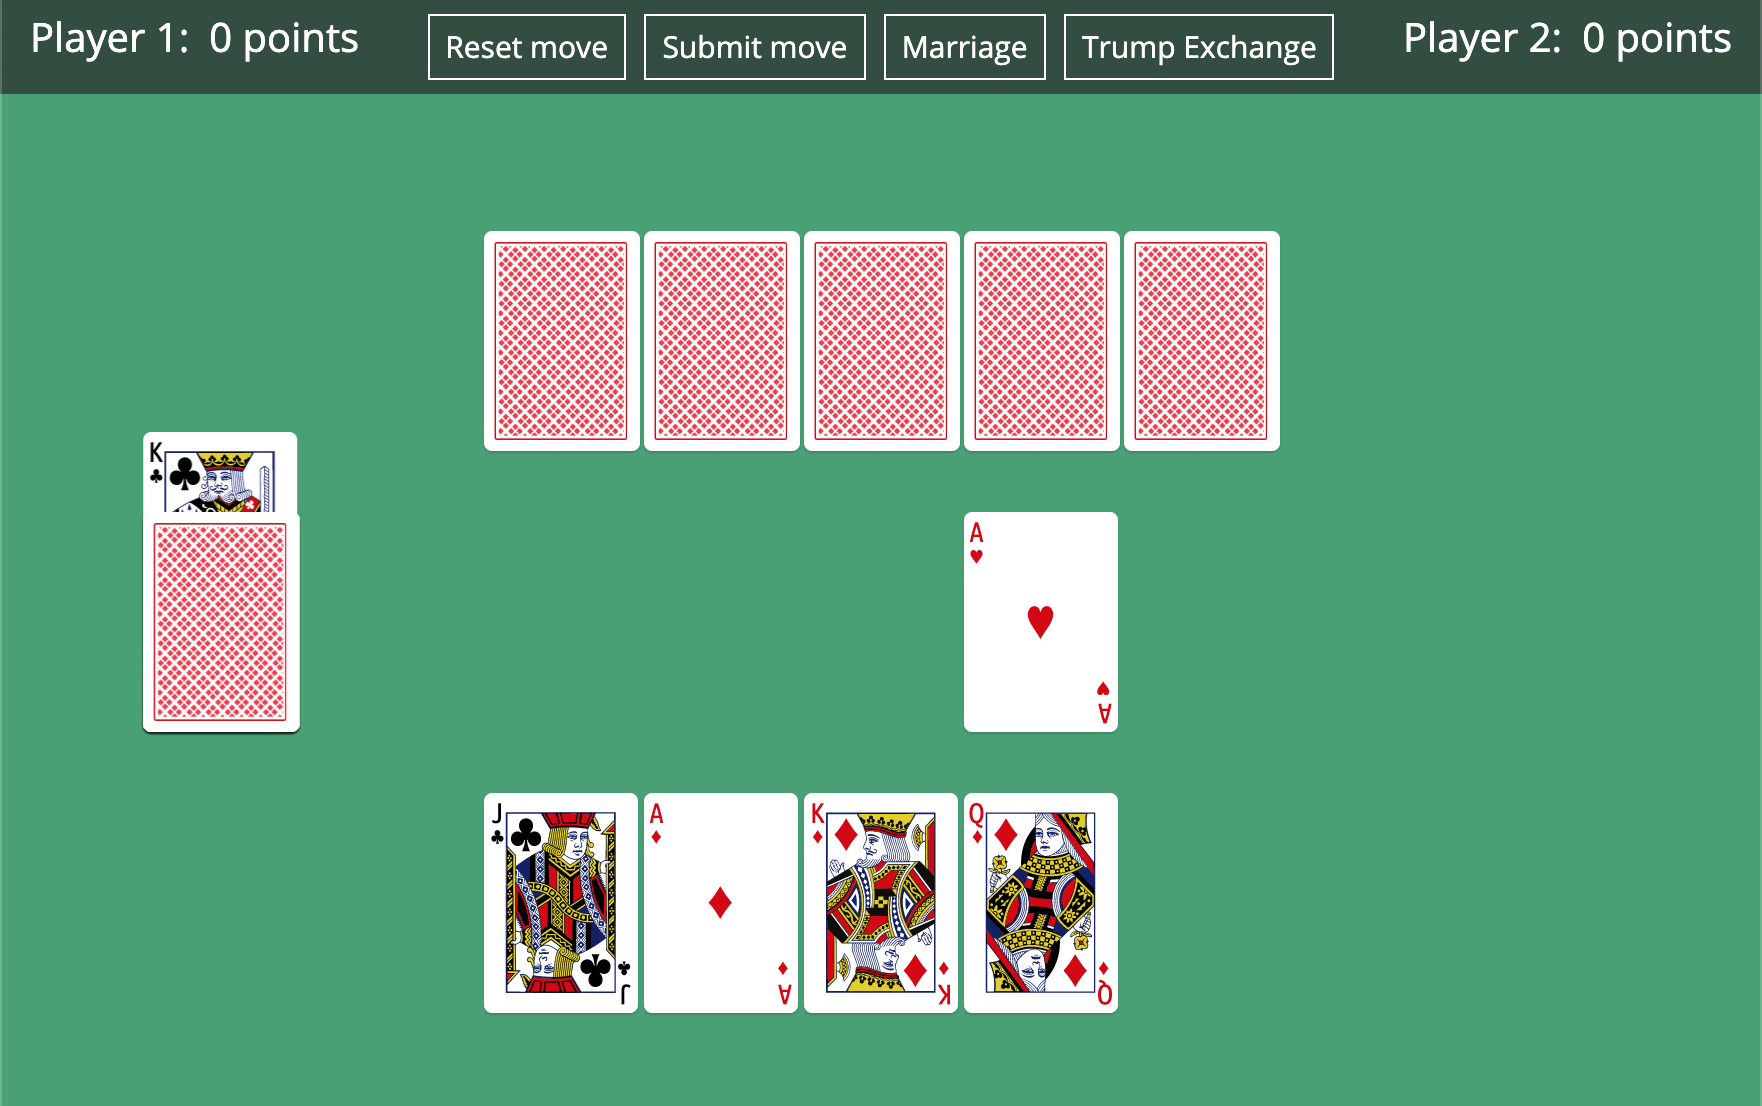 Player 1: 0 points
Reset move
Submit move
Marriage
Trump Exchange
Player 2: 0 points
K
A
A
J
J
A
A
K
K
Q
Q